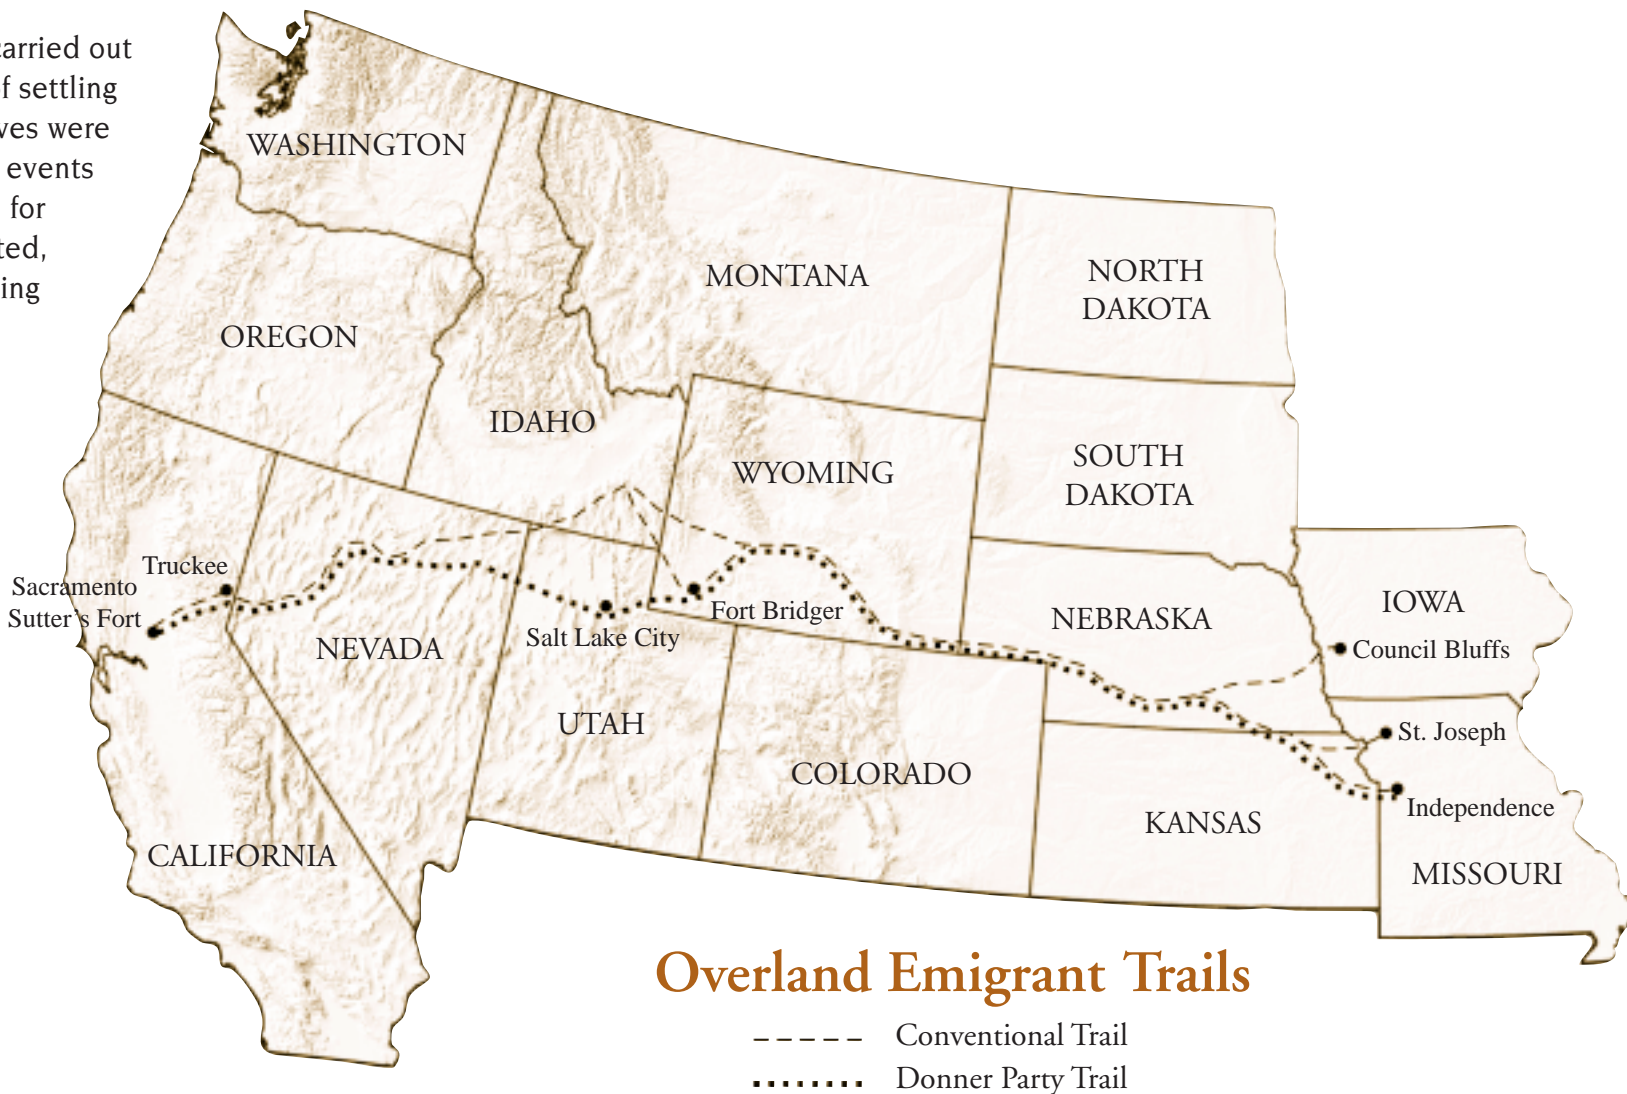 carried out
f settling
ves were
events
for
ted,
ing
WASHINGTON
MONTANA
NORTH
DAKOTA
OREGON
IDAHO
WYOMING
SOUTH
DAKOTA
Truckee
Sacramento
Sutter's Fort
Fort Bridger
Salt Lake City
NEVADA
NEBRASKA
IOWA
Council Bluffs
UTAH
St. Joseph
COLORADO
Independence
KANSAS
CALIFORNIA
MISSOURI
Overland Emigrant Trails
Conventional Trail
Donner Party Trail